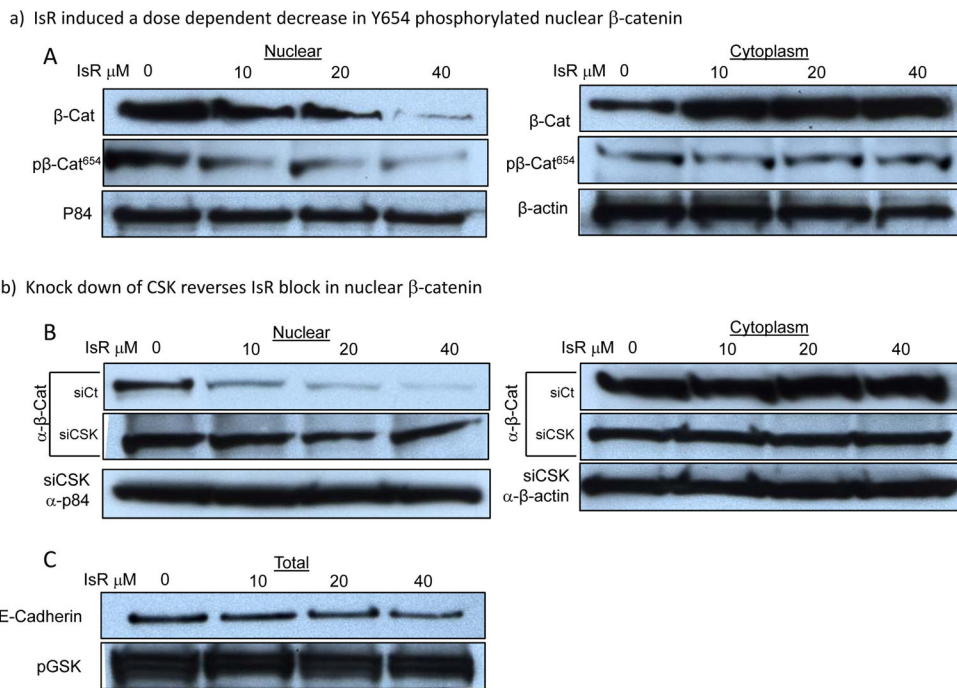 a) IsR induced a dose dependent decrease in Y654 phosphorylated nuclear β-catenin
A
Nuclear
IsR μM 0 10 20 40
β-Cat
pβ-Cat⁶⁵⁴
P84
Cytoplasm
IsR μM 0 10 20 40
β-Cat
pβ-Cat⁶⁵⁴
β-actin
b) Knock down of CSK reverses IsR block in nuclear β-catenin
B
Nuclear
IsR μM 0 10 20 40
α-β-Cat
siCt
siCSK
siCSK
α-p84
Cytoplasm
IsR μM 0 10 20 40
α-β-Cat
siCt
siCSK
siCSK
α-β-actin
C
Total
IsR μM 0 10 20 40
E-Cadherin
pGSK